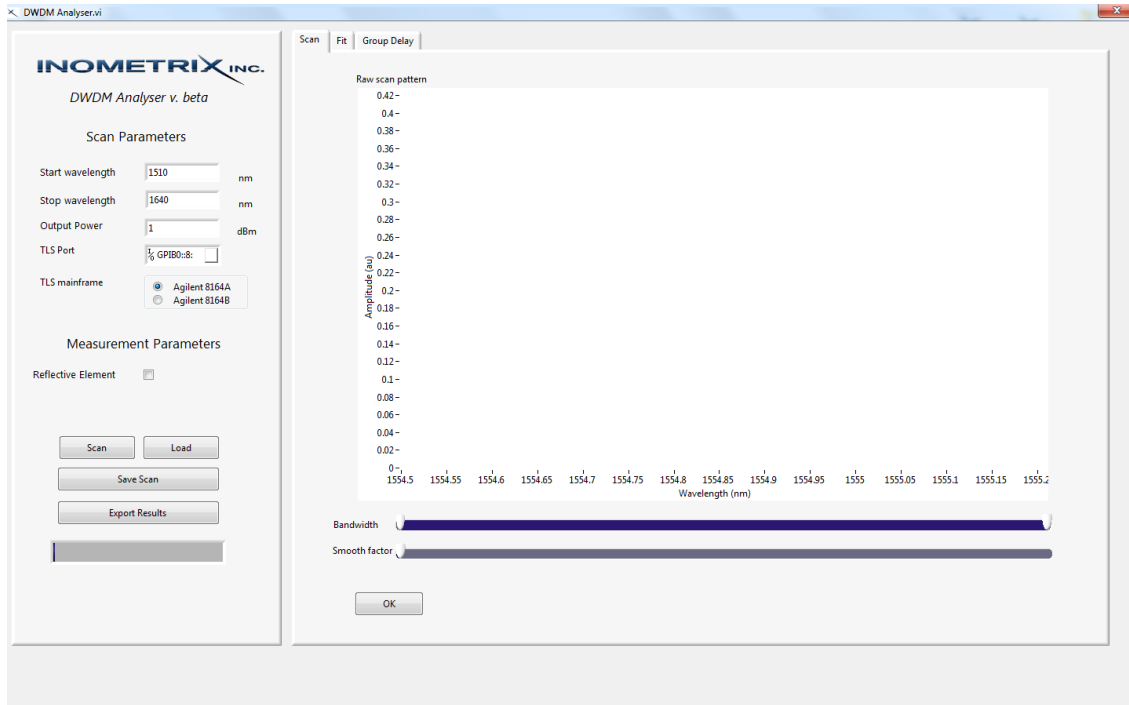 DWDM Analyser.vi
INOMETRIX INC.
DWDM Analyser v. beta
Scan Parameters
Start wavelength 1510 nm
Stop wavelength 1640 nm
Output Power 1 dBm
TLS Port I/O GPIB0::8:
TLS mainframe Agilent 8164A
Agilent 8164B
Measurement Parameters
Reflective Element
Scan Load
Save Scan
Export Results
Scan Fit Group Delay
Raw scan pattern
Amplitude (au)
0.42
0.4
0.38
0.36
0.34
0.32
0.3
0.28
0.26
0.24
0.22
0.2
0.18
0.16
0.14
0.12
0.1
0.08
0.06
0.04
0.02
0
1554.5 1554.55 1554.6 1554.65 1554.7 1554.75 1554.8 1554.85 1554.9 1554.95 1555 1555.05 1555.1 1555.15 1555.2
Wavelength (nm)
Bandwidth
Smooth factor
OK